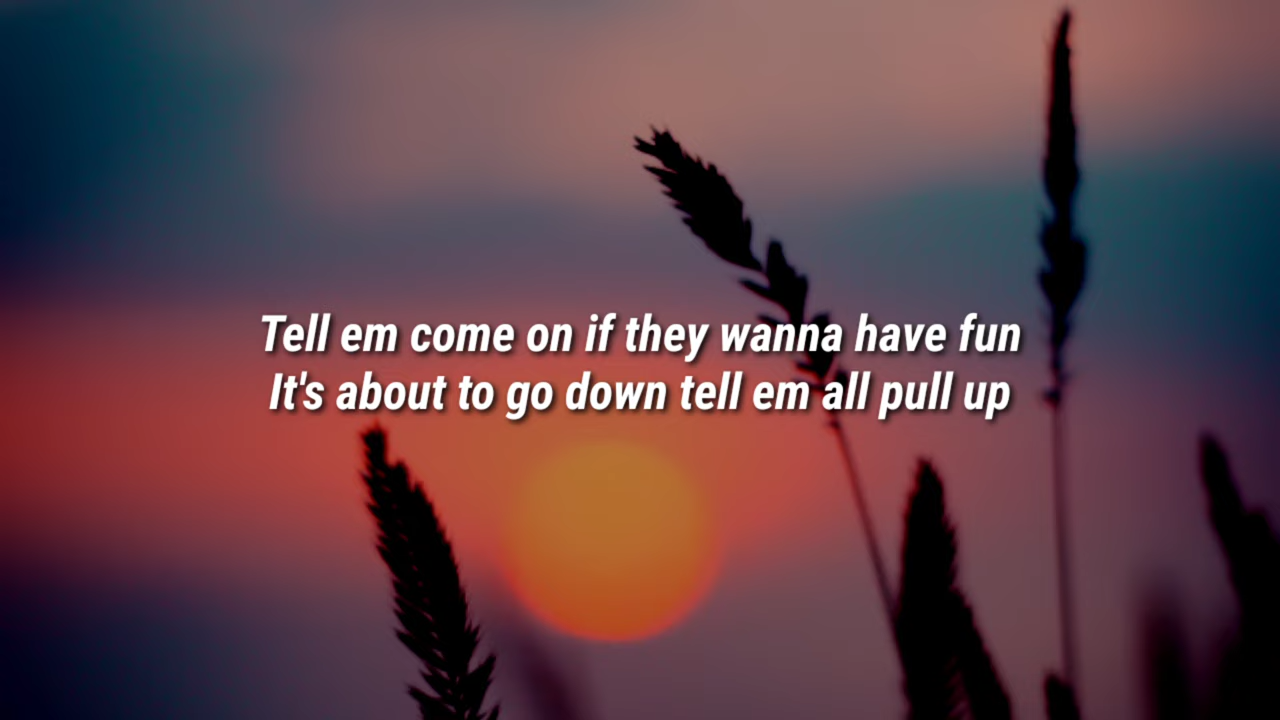 Tell em come on if they wanna have fun
It's about to go down tell em all pull up